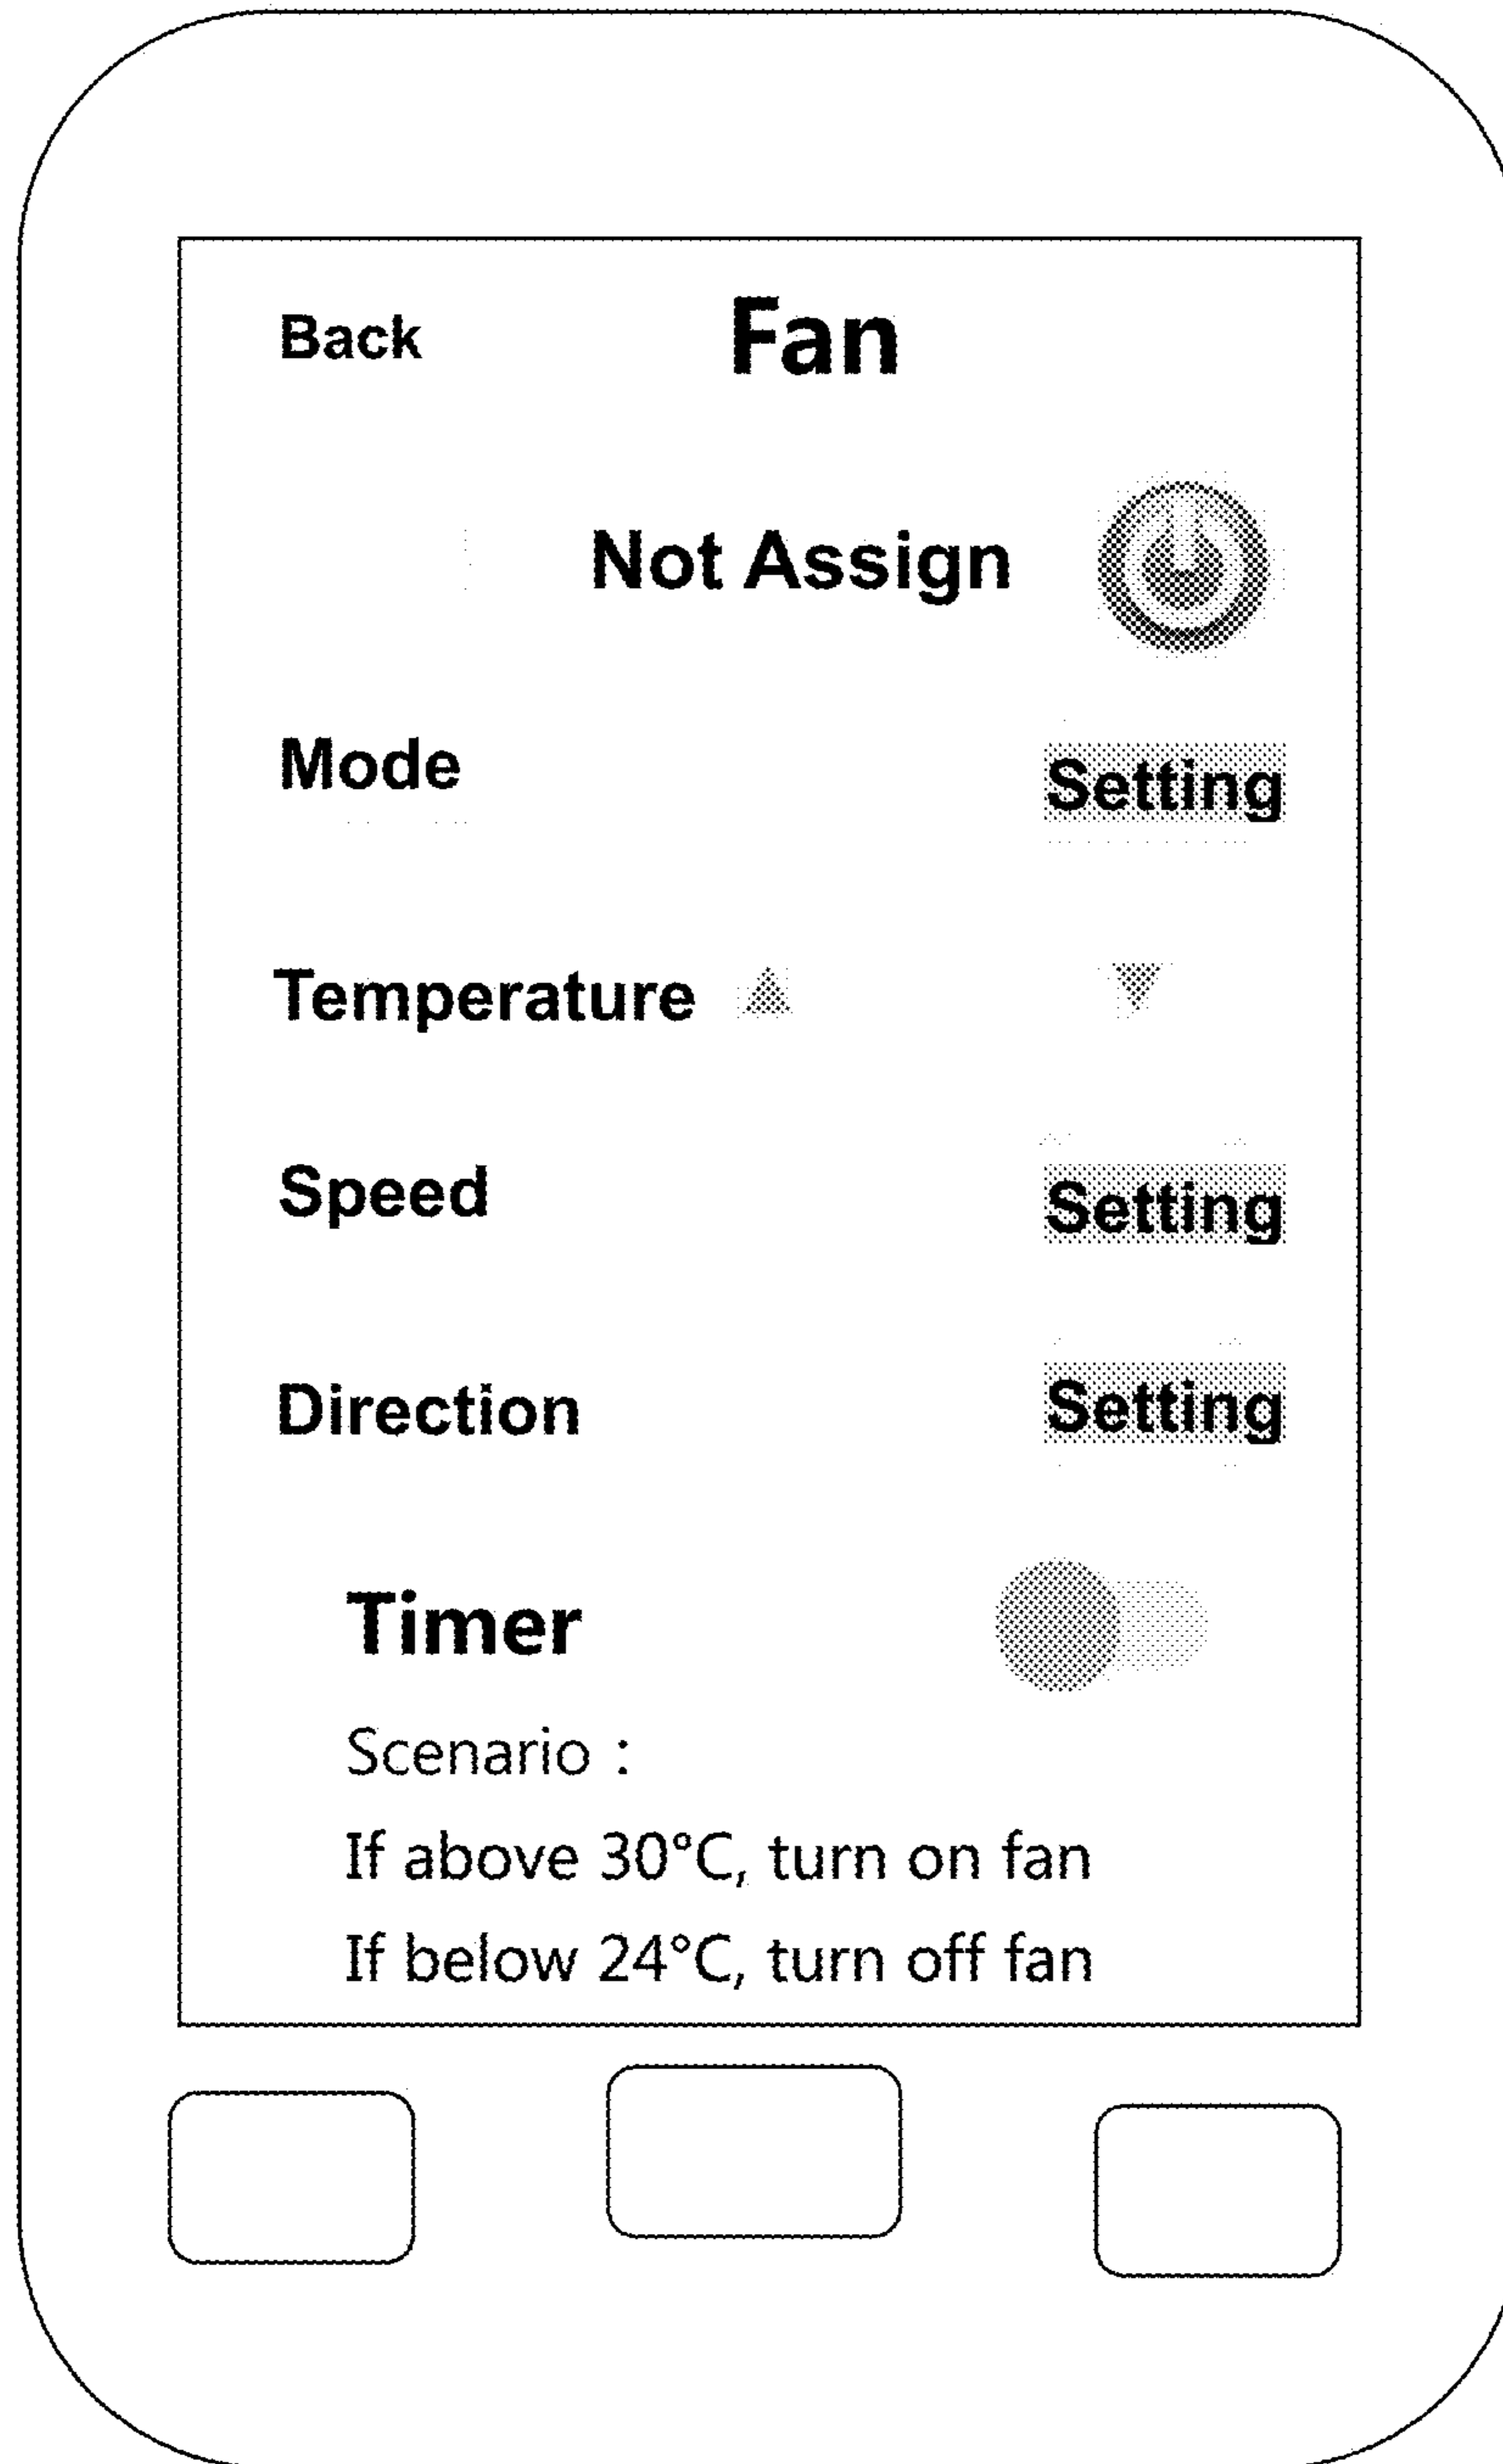 Back Fan
Not Assign
Mode Setting
Temperature
Speed Setting
Direction Setting
Timer
Scenario :
If above 30°C, turn on fan
If below 24°C, turn off fan